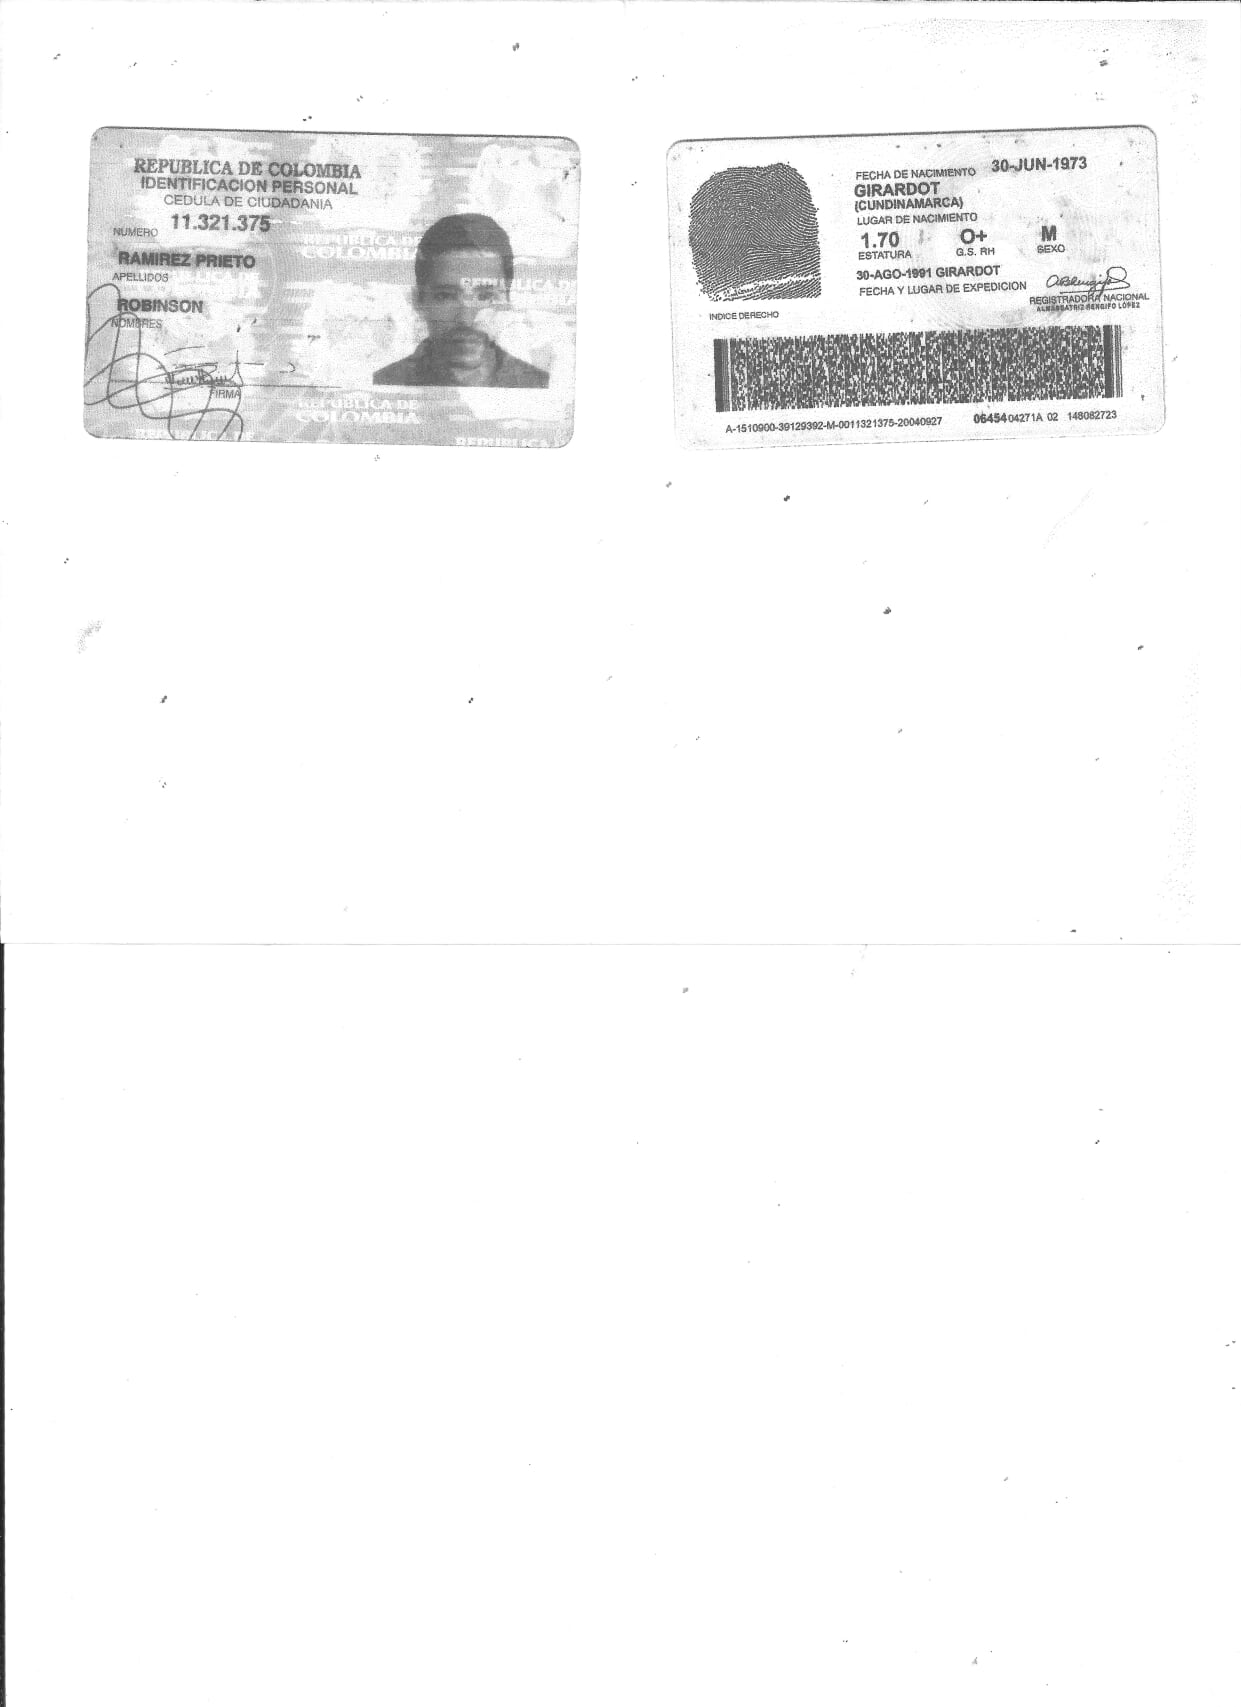 REPUBLICA DE COLOMBIA
IDENTIFICACION PERSONAL
CEDULA DE CIUDADANIA
NUMERO 11.321.375
RAMIREZ PRIETO
APELLIDOS
ROBINSON
NOMBRES
FIRMA
REPUBLICA DE
COLOMBIA
REPUBLICA DE
COLOMBIA
FECHA DE NACIMIENTO 30-JUN-1973
GIRARDOT
(CUNDINAMARCA)
LUGAR DE NACIMIENTO
1.70 O+ M
ESTATURA G.S. RH SEXO
30-AGO-1991 GIRARDOT
FECHA Y LUGAR DE EXPEDICION
REGISTRADORA NACIONAL
ALMABEATRIZ RENGIFO LOPEZ
INDICE DERECHO
A-1510900-39129392-M-0011321375-20040927 0645404271A 02 148082723